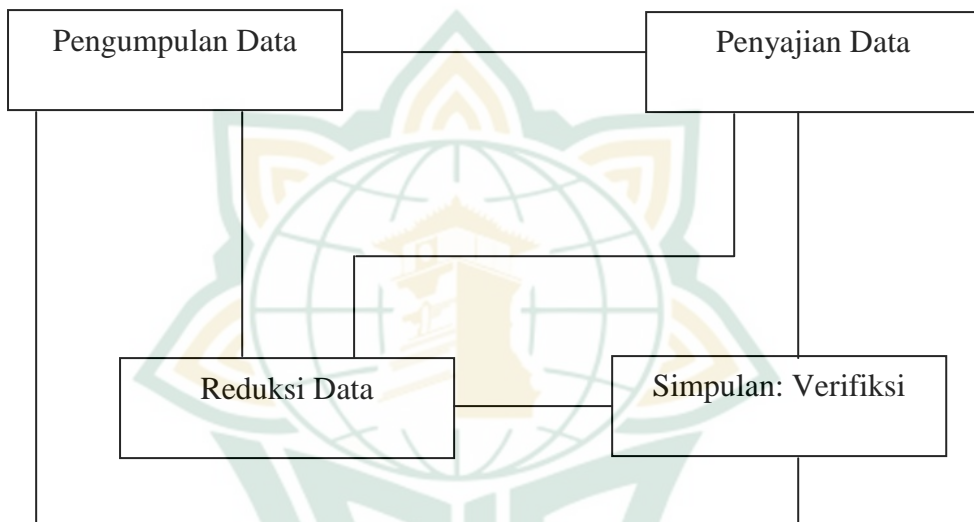 Pengumpulan Data
Penyajian Data
Reduksi Data
Simpulan: Verifiksi